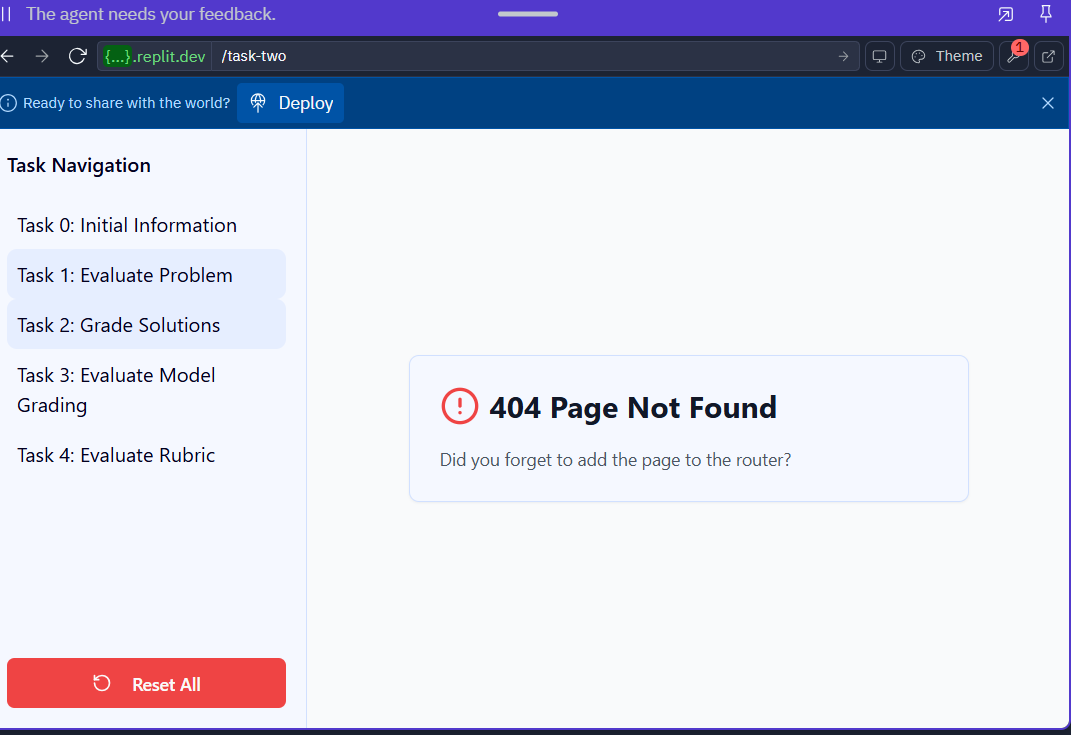 The agent needs your feedback.
{...}.replit.dev /task-two Theme 1
Ready to share with the world? Deploy
Task Navigation
Task 0: Initial Information
Task 1: Evaluate Problem
Task 2: Grade Solutions
Task 3: Evaluate Model
Grading
Task 4: Evaluate Rubric
Reset All
404 Page Not Found
Did you forget to add the page to the router?